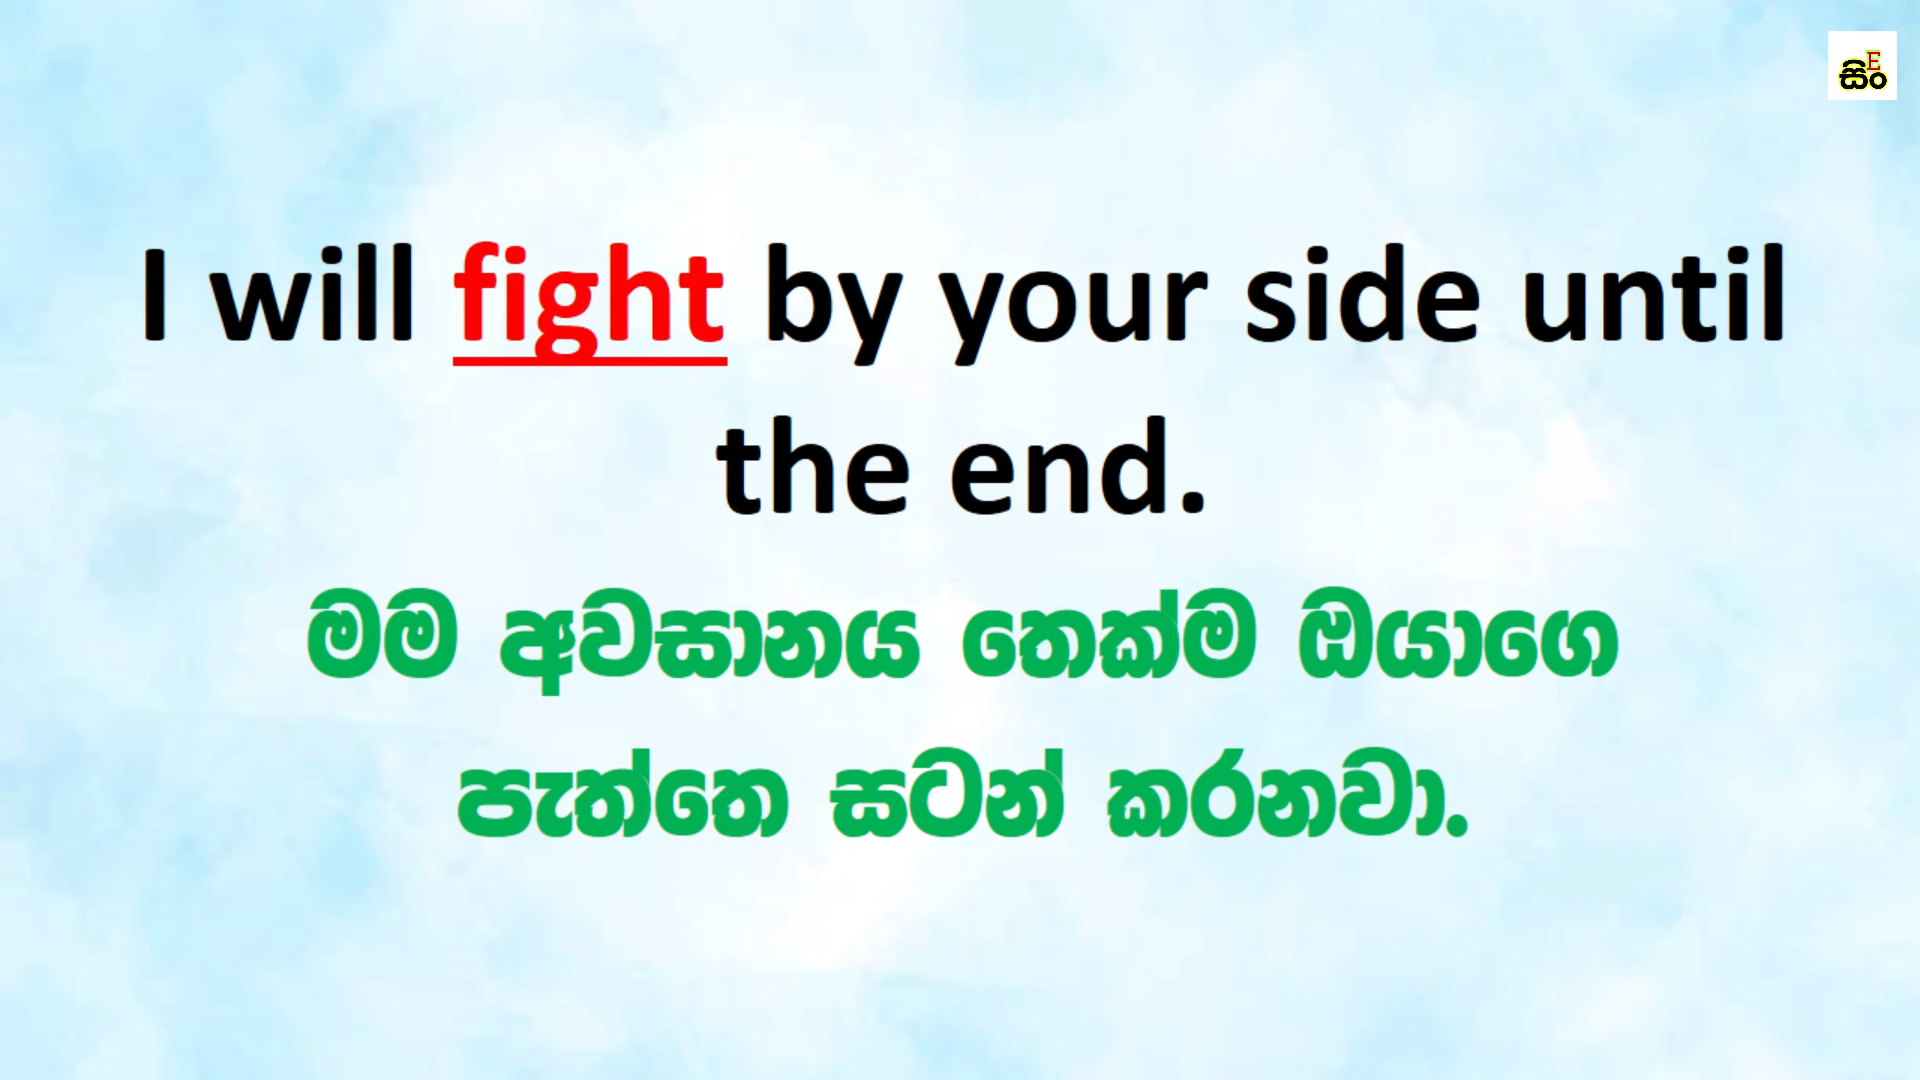 සිං
E
I will fight by your side until
the end.
මම අවසානය තෙක්ම ඔයාගෙ
පැත්තෙ සටන් කරනවා.